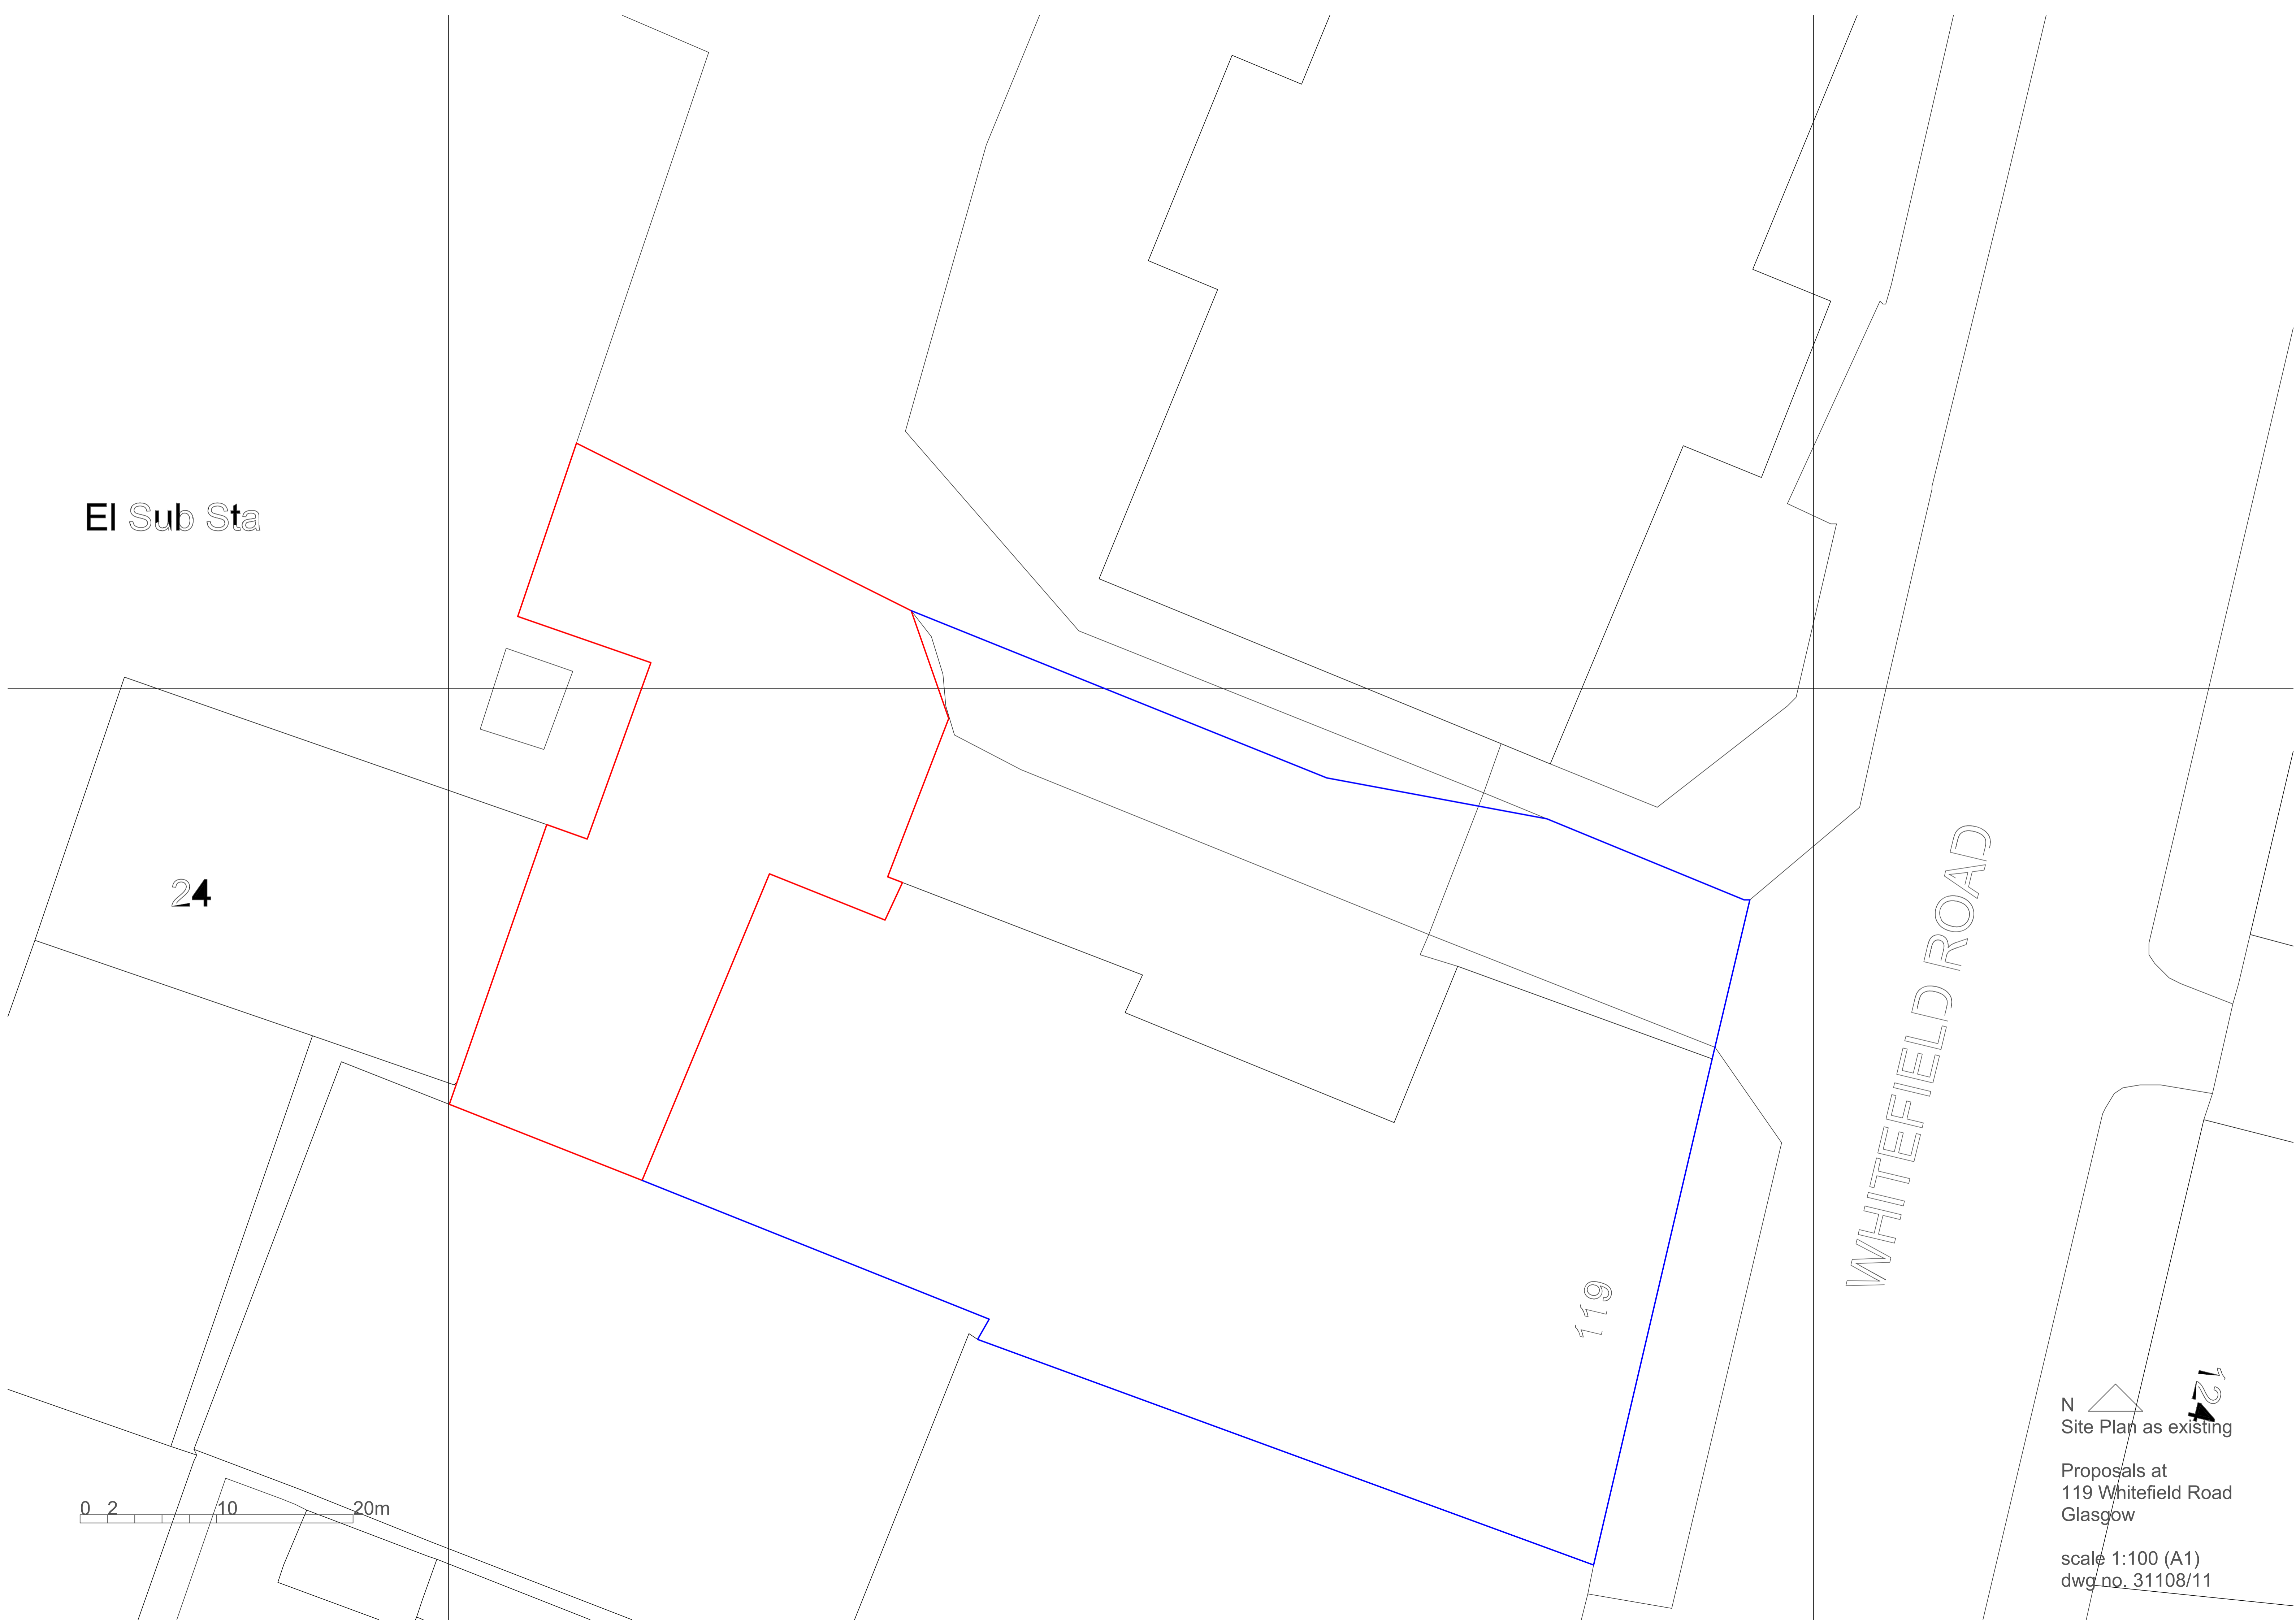 El Sub Sta
24
WHITEFIELD ROAD
119
124
N
Site Plan as existing
Proposals at
119 Whitefield Road
Glasgow
scale 1:100 (A1)
dwg no. 31108/11
0 2 10 20m